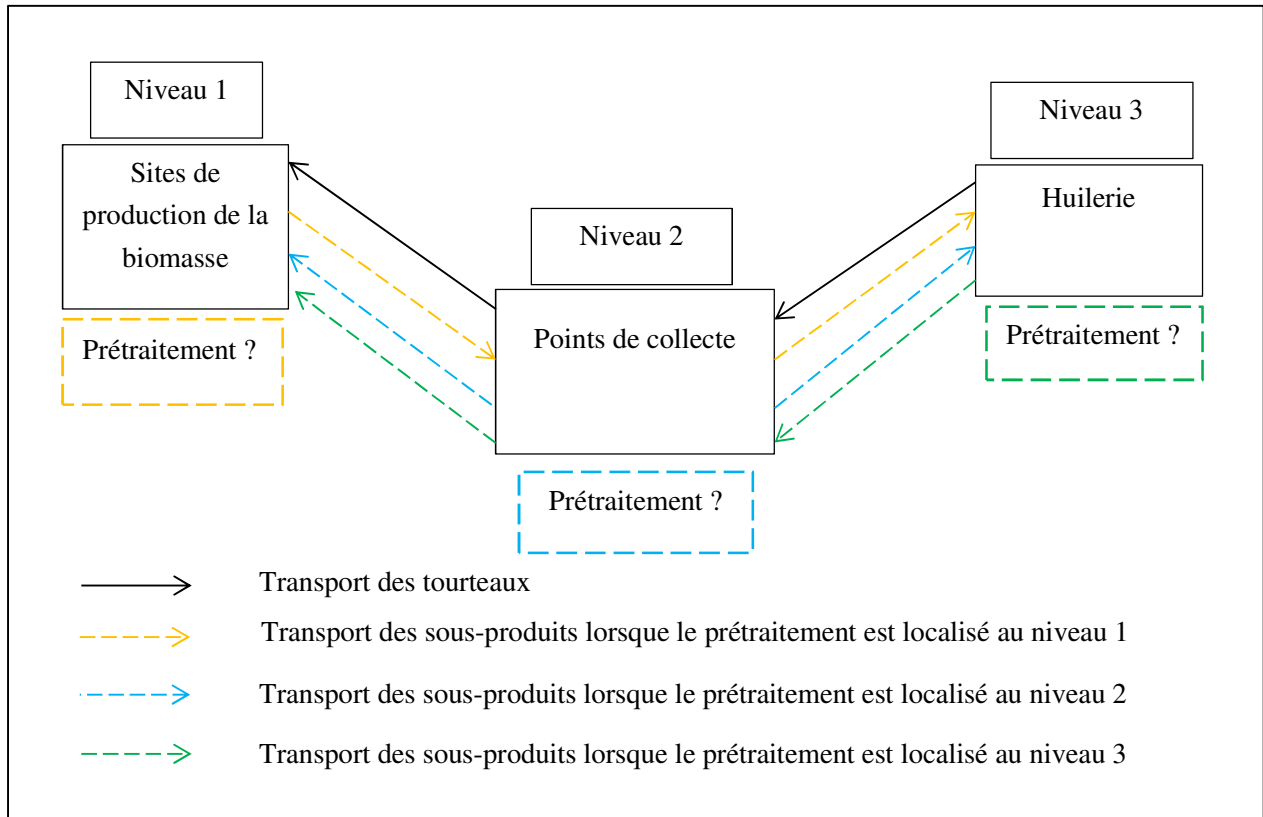 Niveau 1
Sites de
production de la
biomasse
Prétraitement ?
Niveau 2
Points de collecte
Prétraitement ?
Niveau 3
Huilerie
Prétraitement ?
Transport des tourteaux
Transport des sous-produits lorsque le prétraitement est localisé au niveau 1
Transport des sous-produits lorsque le prétraitement est localisé au niveau 2
Transport des sous-produits lorsque le prétraitement est localisé au niveau 3